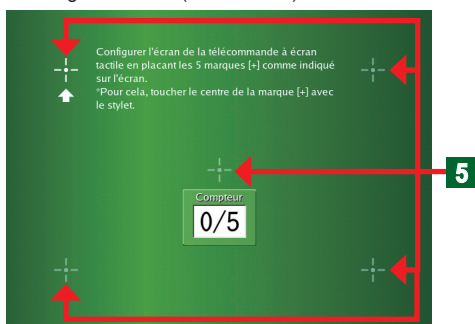 Configurer l'écran de la télécommande à écran
tactile en placant les 5 marques [+] comme indiqué
sur l'écran.
*Pour cela, toucher le centre de la marque [+] avec
le stylet.
5
Compteur
0/5